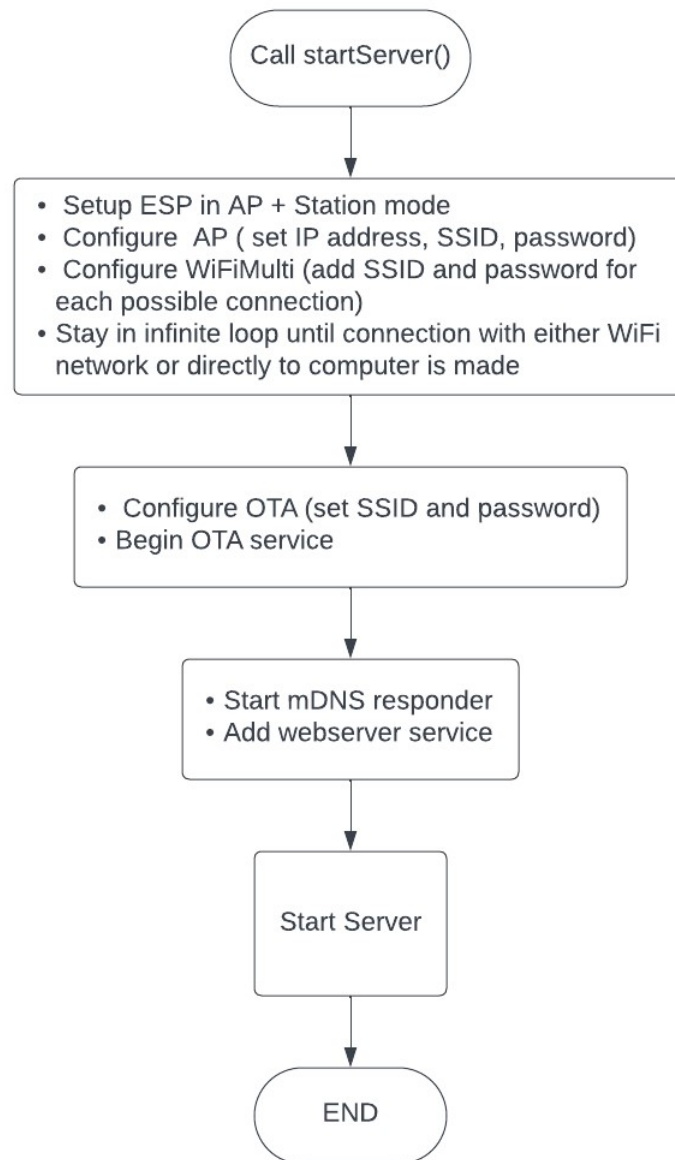 Call startServer()
• Setup ESP in AP + Station mode
• Configure AP ( set IP address, SSID, password)
• Configure WiFiMulti (add SSID and password for
each possible connection)
• Stay in infinite loop until connection with either WiFi
network or directly to computer is made
• Configure OTA (set SSID and password)
• Begin OTA service
• Start mDNS responder
• Add webserver service
Start Server
END